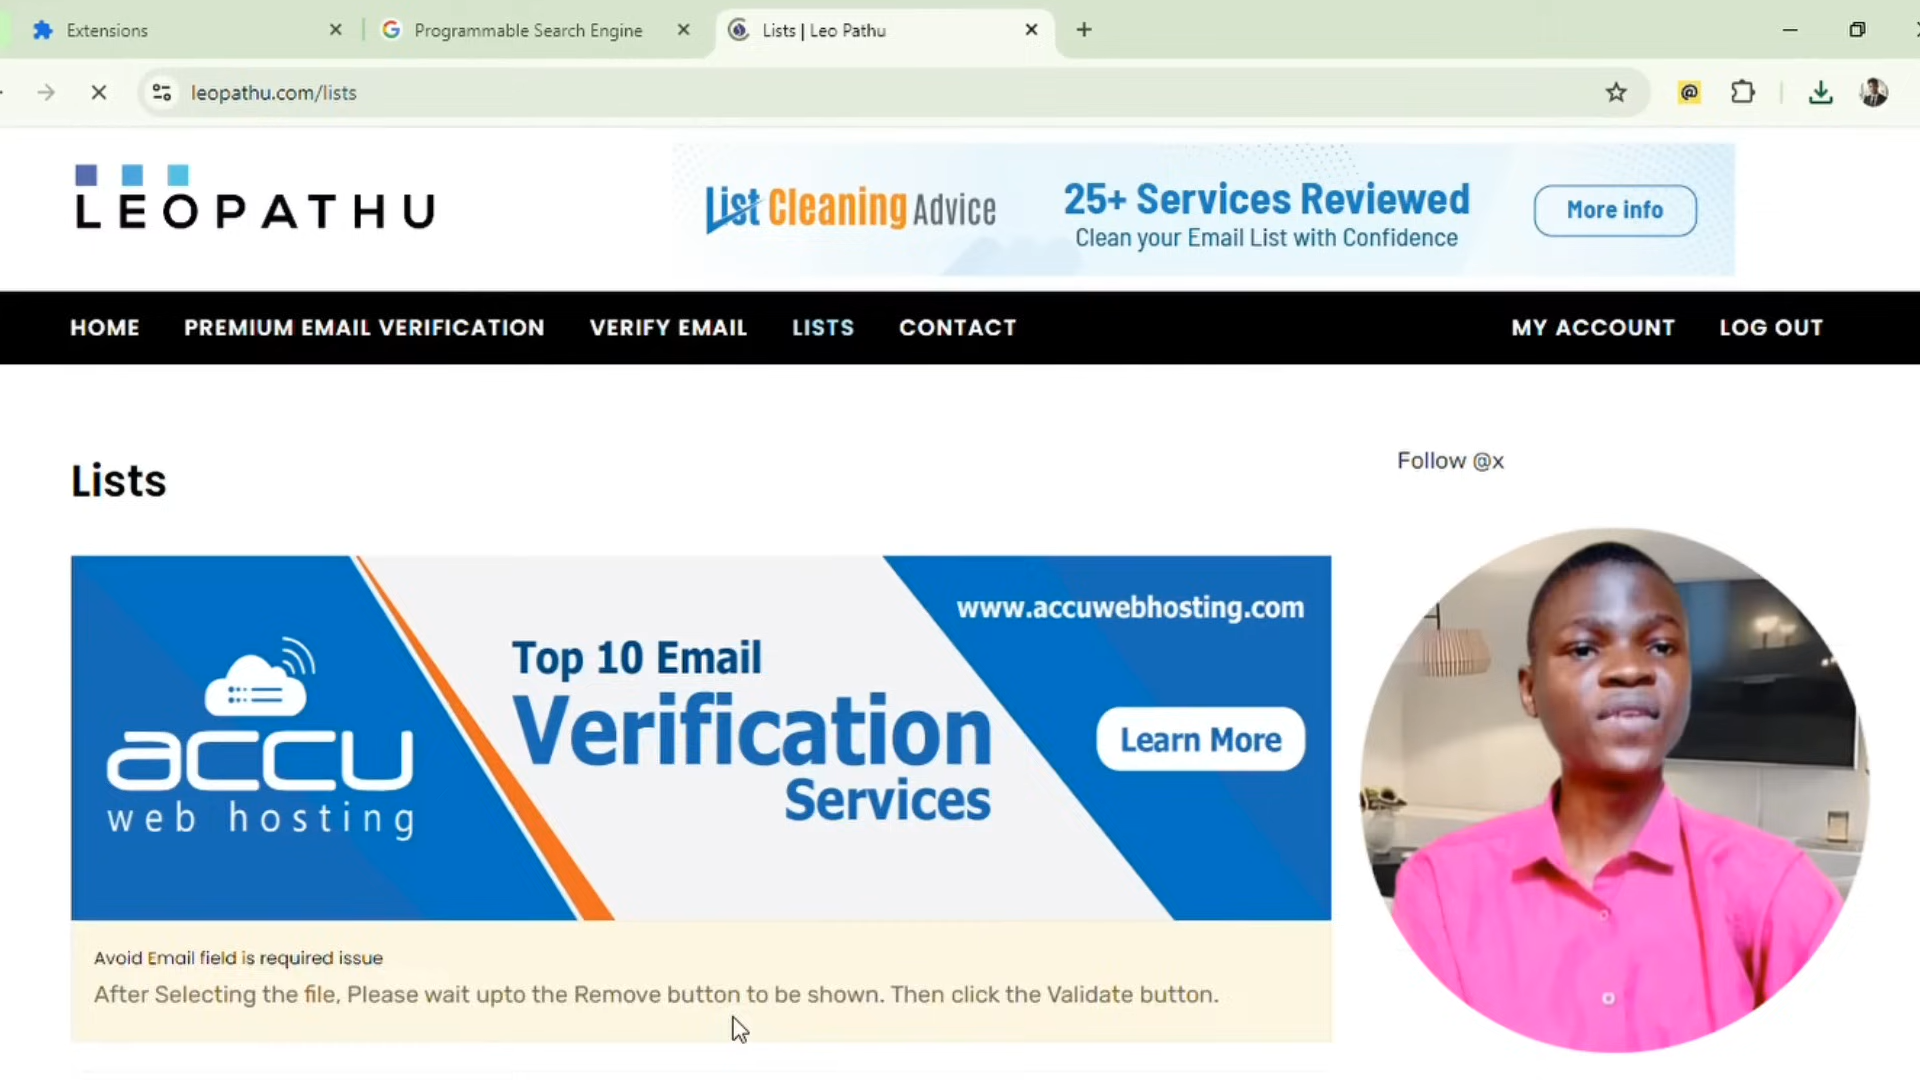 Extensions
Programmable Search Engine
Lists | Leo Pathu
leopathu.com/lists
LEOPATHU
List Cleaning Advice
25+ Services Reviewed
Clean your Email List with Confidence
More info
HOME
PREMIUM EMAIL VERIFICATION
VERIFY EMAIL
LISTS
CONTACT
MY ACCOUNT
LOG OUT
Lists
Follow @x
accu
web hosting
Top 10 Email
Verification
Services
www.accuwebhosting.com
Learn More
Avoid Email field is required issue
After Selecting the file, Please wait upto the Remove button to be shown. Then click the Validate button.